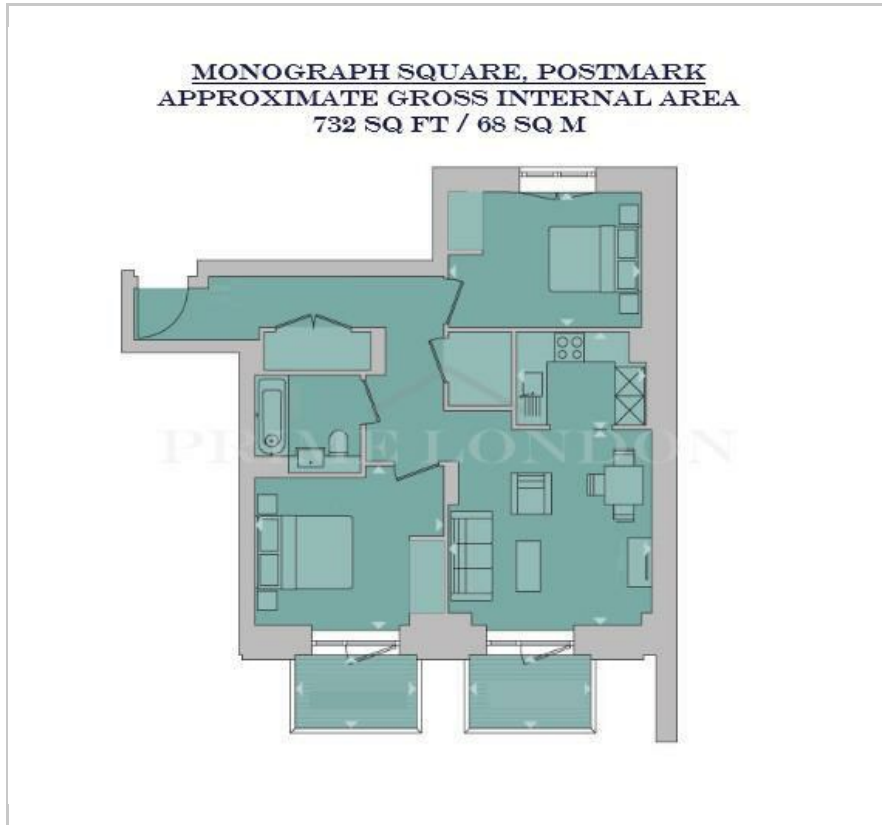 MONOGRAPH SQUARE, POSTMARK
APPROXIMATE GROSS INTERNAL AREA
732 SQ FT / 68 SQ M
PRIME LONDON